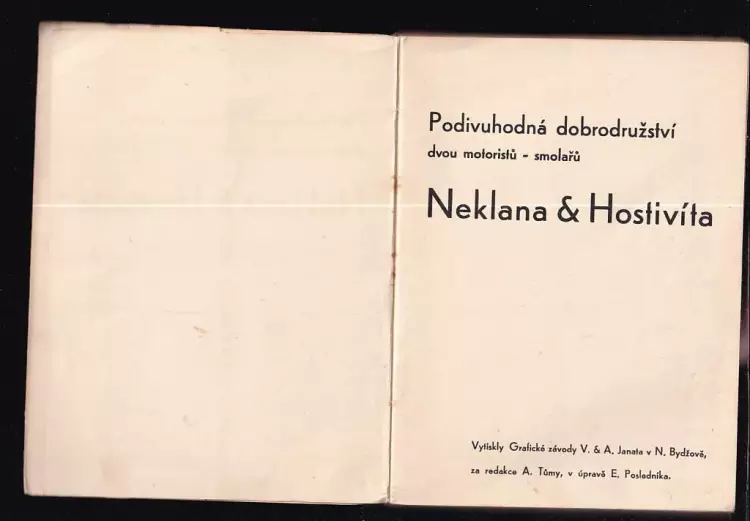 Podivuhodná dobrodružství
dvou motoristů - smolařů
Neklana & Hostivíta
Vytiskly Grafické závody V. & A. Janata v N. Bydžově,
za redakce A. Tůmy, v úpravě E. Posledníka.